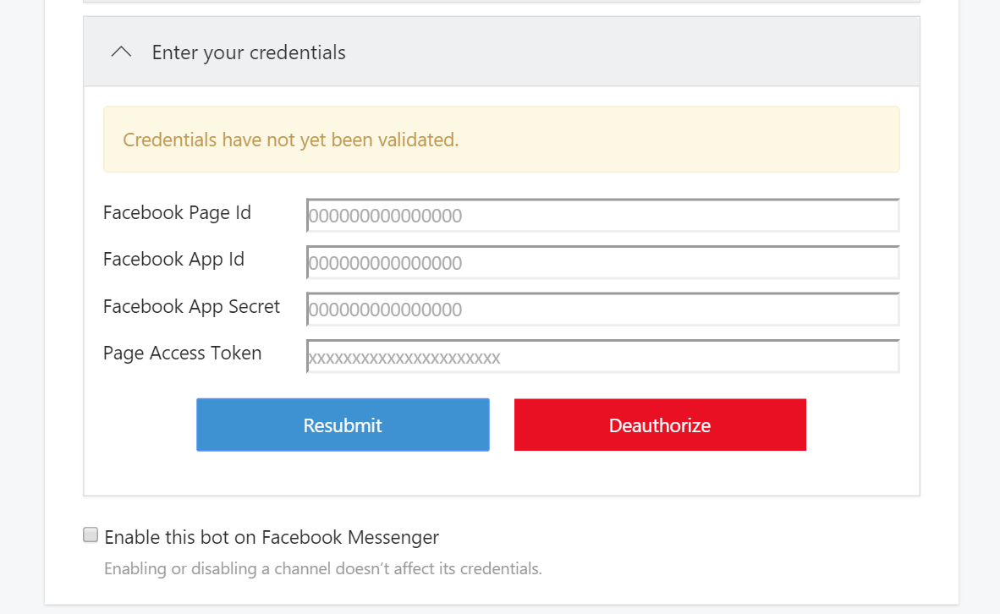 Enter your credentials
Credentials have not yet been validated.
Facebook Page Id 000000000000000
Facebook App Id 000000000000000
Facebook App Secret 000000000000000
Page Access Token xxxxxxxxxxxxxxxxxxxxxx
Resubmit Deauthorize
Enable this bot on Facebook Messenger
Enabling or disabling a channel doesn’t affect its credentials.